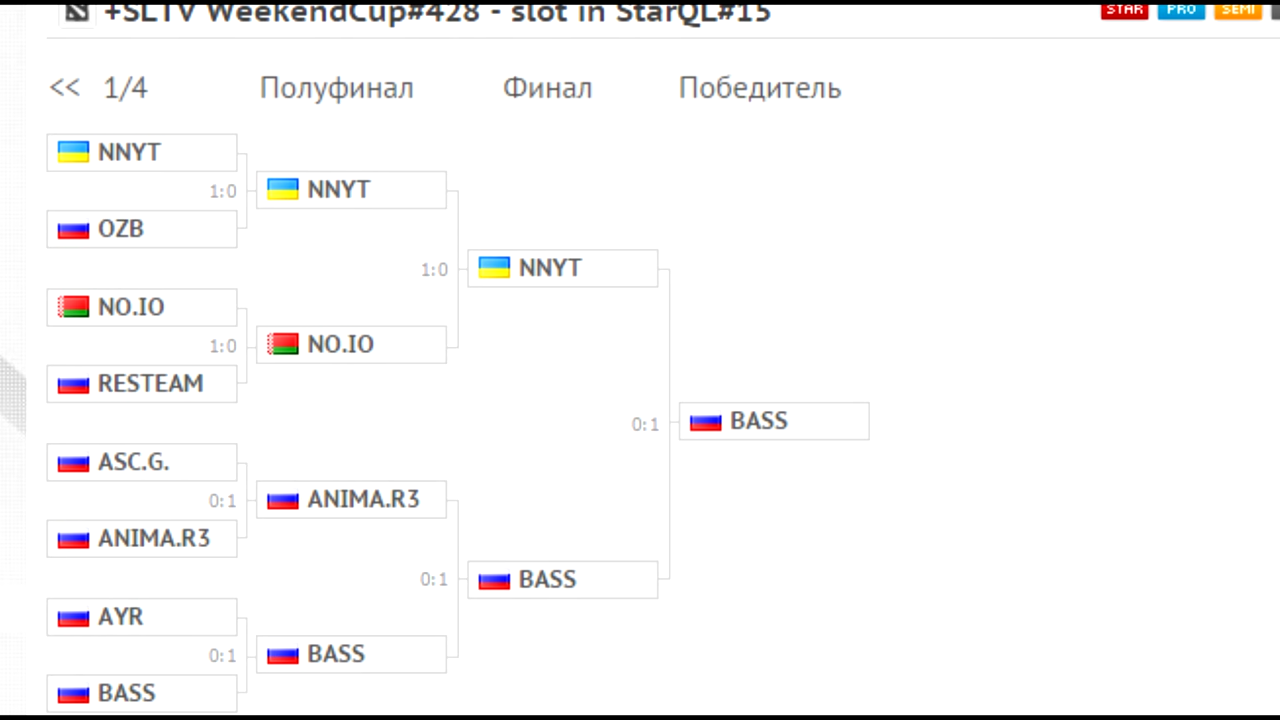 +SLTV WeekendCup#428 - slot in StarQL#15
STAR PRO SEMI
<< 1/4 Полуфинал Финал Победитель
NNYT
1:0
OZB
NNYT
NO.IO
1:0
RESTEAM
NO.IO
1:0
NNYT
ASC.G.
0:1
ANIMA.R3
ANIMA.R3
AYR
0:1
BASS
BASS
0:1
BASS
0:1
BASS